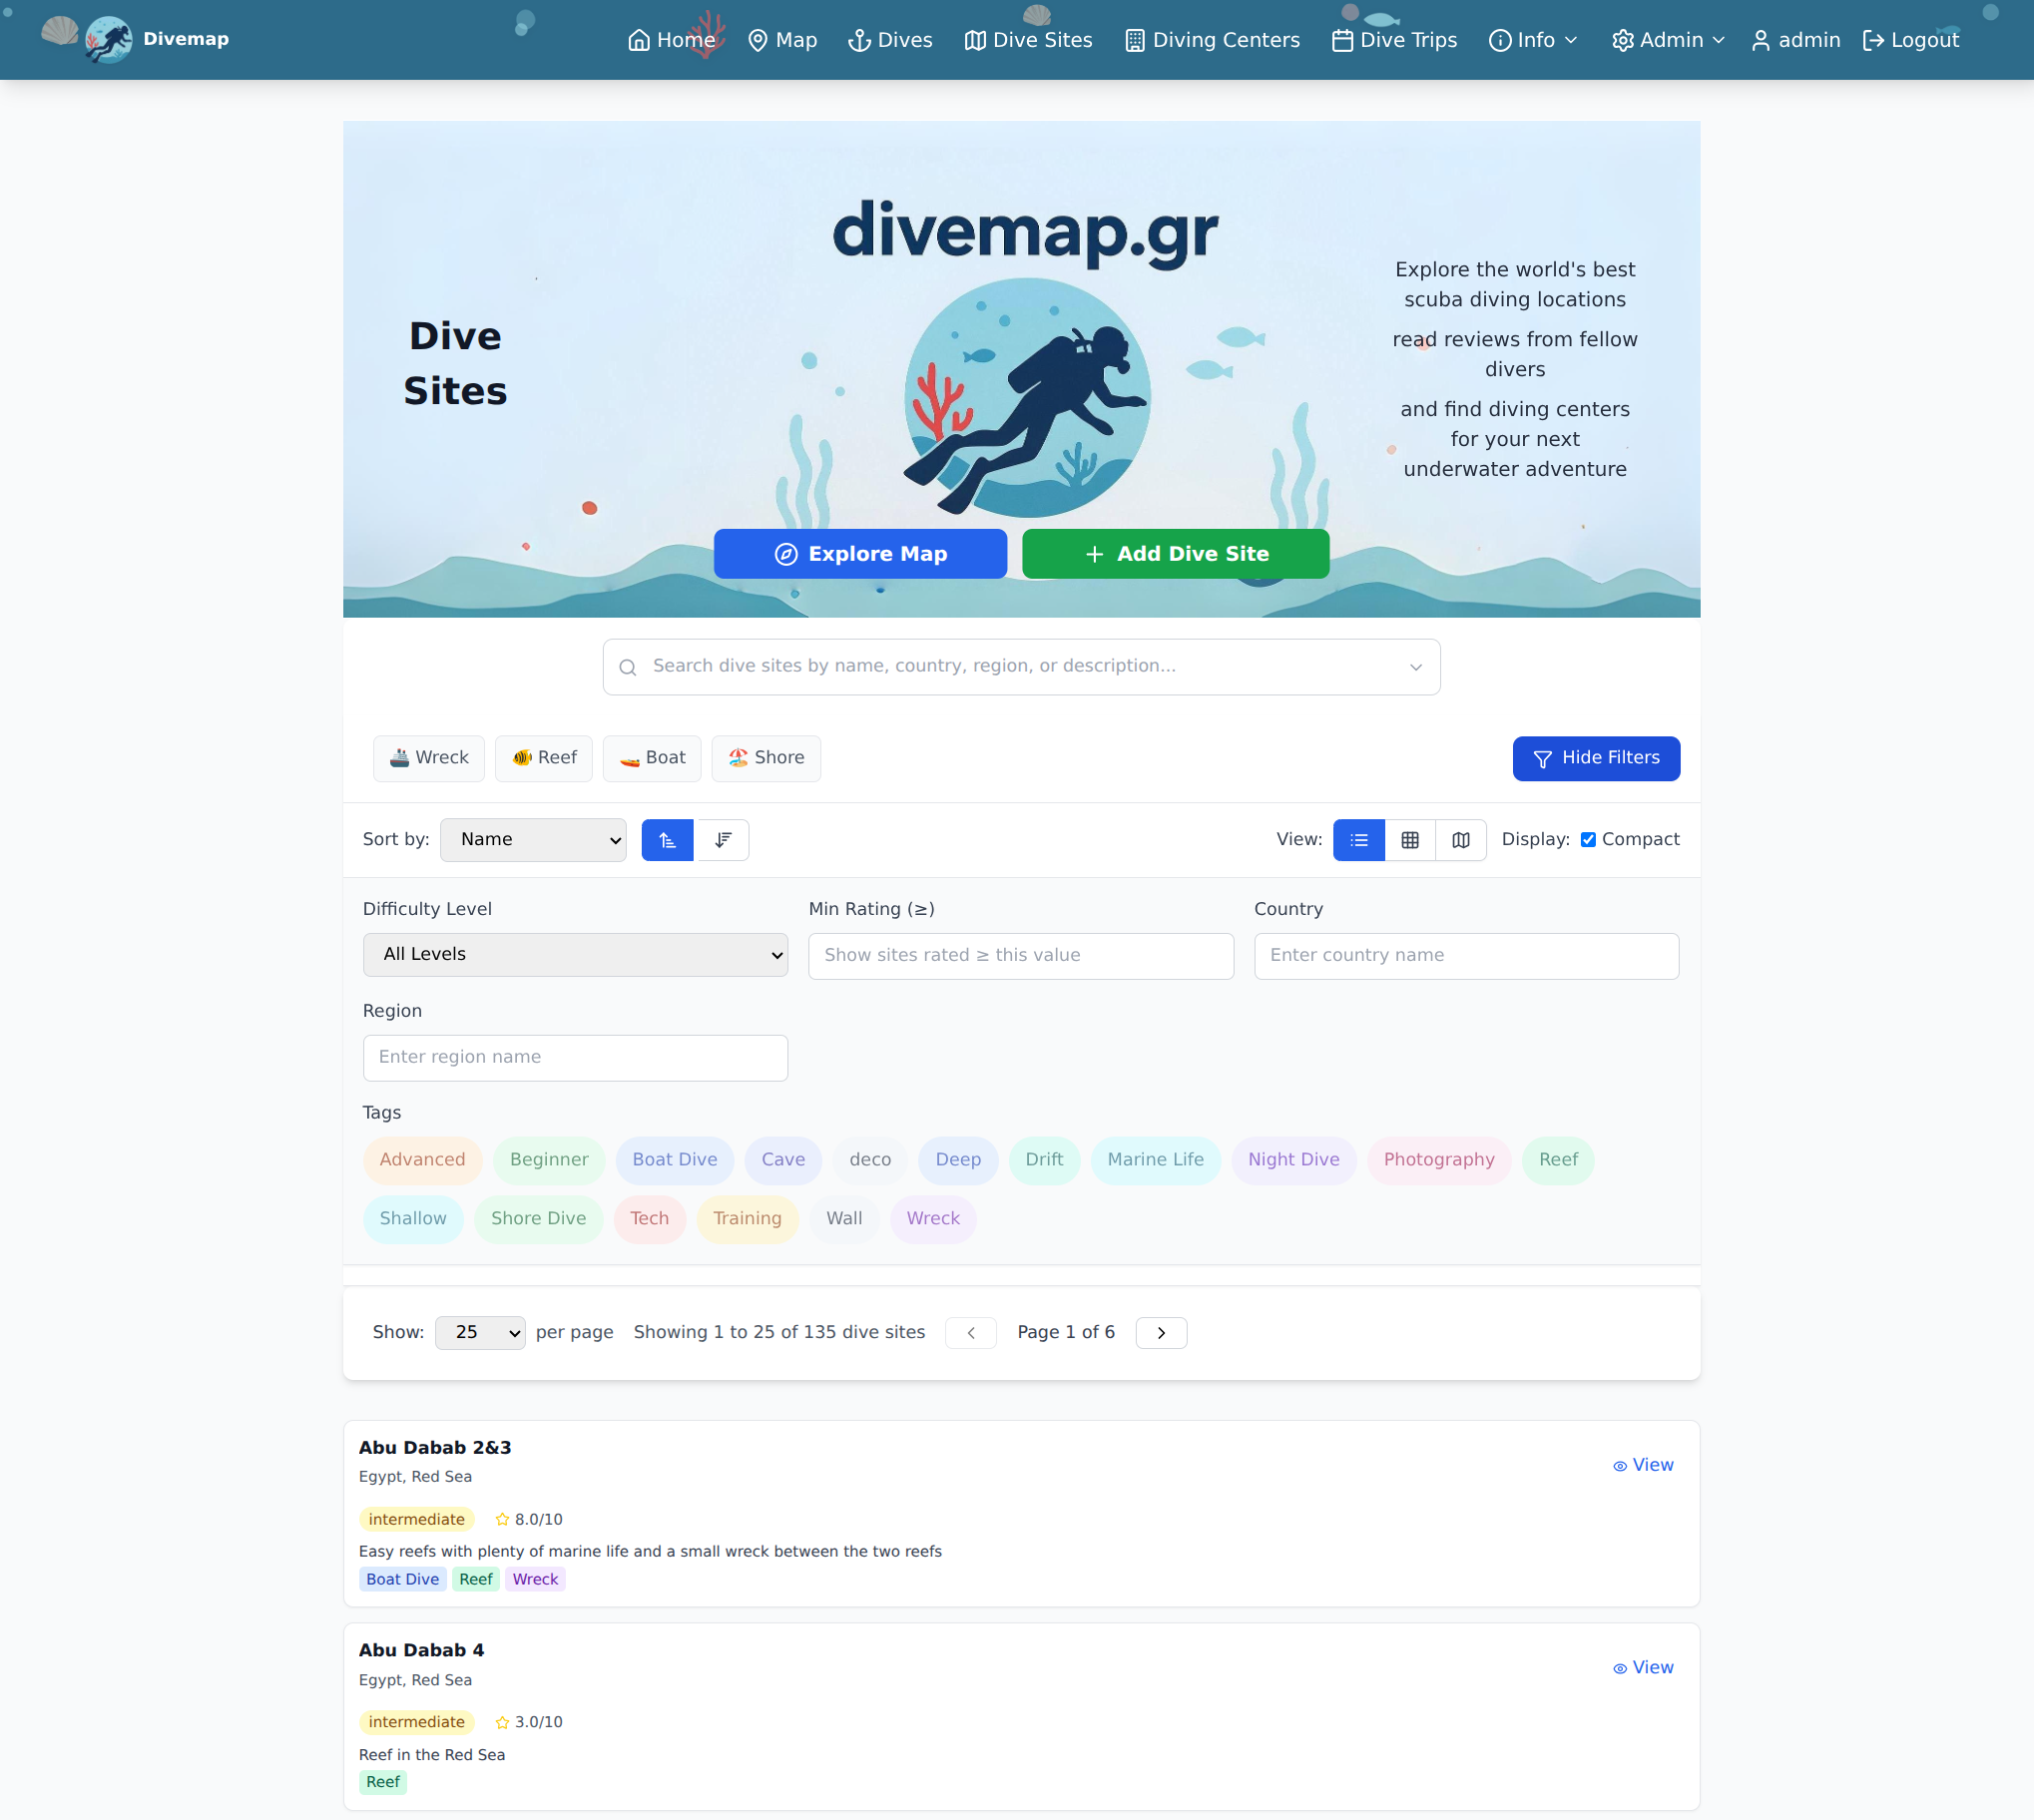 Divemap
Home Map Dives Dive Sites Diving Centers Dive Trips Info Admin admin Logout
divemap.gr
Dive
Sites
Explore the world's best
scuba diving locations
read reviews from fellow
divers
and find diving centers
for your next
underwater adventure
Explore Map Add Dive Site
Search dive sites by name, country, region, or description...
🚢 Wreck 🐠 Reef 🚤 Boat 🏖️ Shore Hide Filters
Sort by: Name View: Display: Compact
Difficulty Level Min Rating (≥) Country
All Levels Show sites rated ≥ this value Enter country name
Region
Enter region name
Tags
Advanced Beginner Boat Dive Cave deco Deep Drift Marine Life Night Dive Photography Reef
Shallow Shore Dive Tech Training Wall Wreck
Show: 25 per page Showing 1 to 25 of 135 dive sites Page 1 of 6
Abu Dabab 2&3
View
Egypt, Red Sea
intermediate 8.0/10
Easy reefs with plenty of marine life and a small wreck between the two reefs
Boat Dive Reef Wreck
Abu Dabab 4
View
Egypt, Red Sea
intermediate 3.0/10
Reef in the Red Sea
Reef